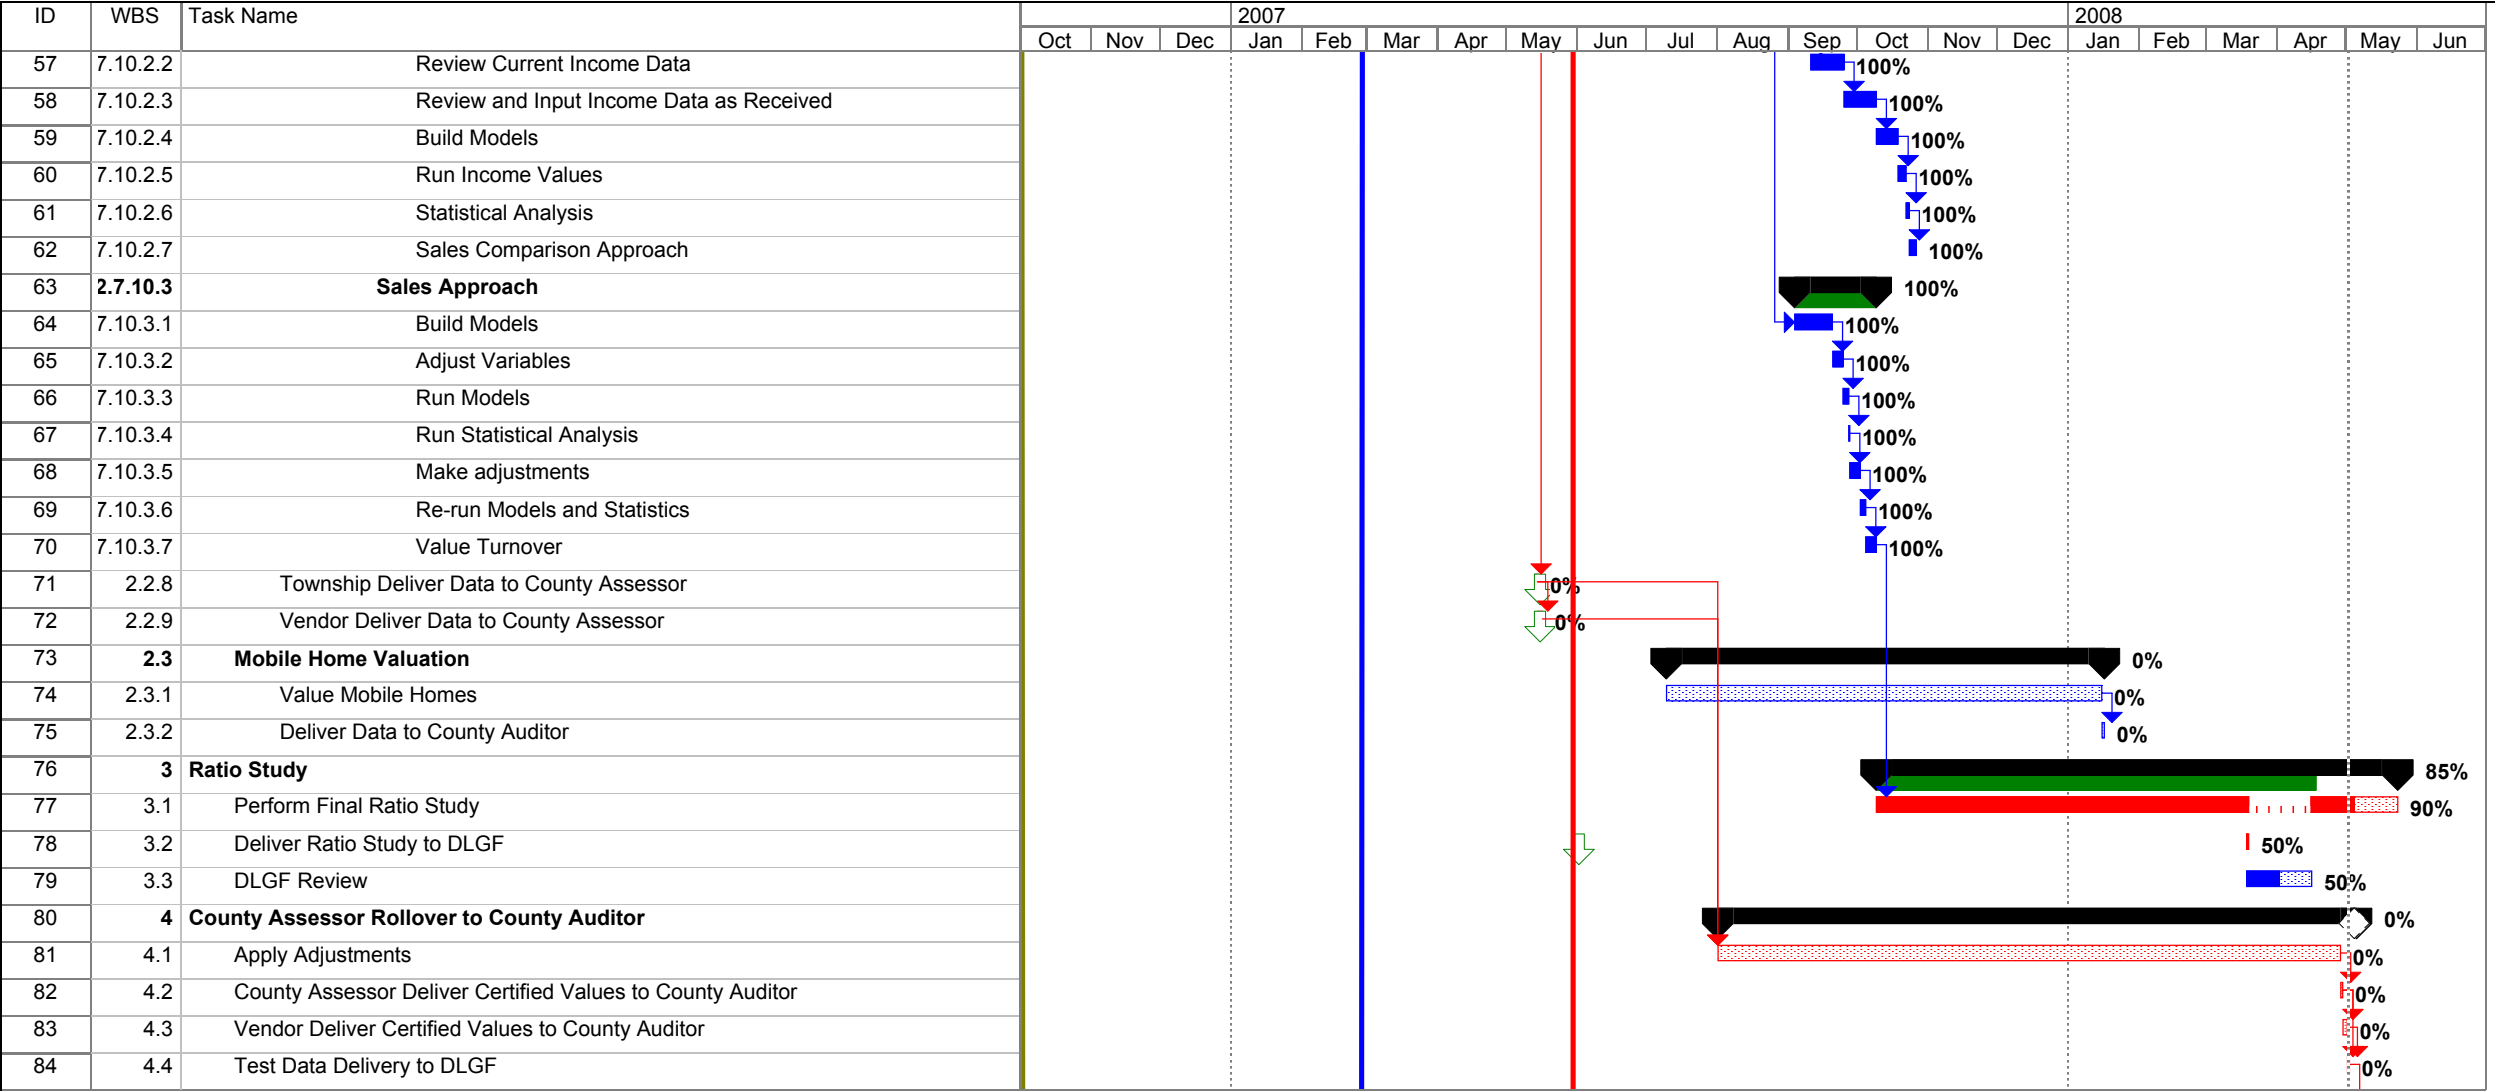 ID WBS Task Name 2007 2008
Oct Nov Dec Jan Feb Mar Apr May Jun Jul Aug Sep Oct Nov Dec Jan Feb Mar Apr May Jun
57 7.10.2.2 Review Current Income Data 100%
58 7.10.2.3 Review and Input Income Data as Received 100%
59 7.10.2.4 Build Models 100%
60 7.10.2.5 Run Income Values 100%
61 7.10.2.6 Statistical Analysis 100%
62 7.10.2.7 Sales Comparison Approach 100%
63 2.7.10.3 Sales Approach 100%
64 7.10.3.1 Build Models 100%
65 7.10.3.2 Adjust Variables 100%
66 7.10.3.3 Run Models 100%
67 7.10.3.4 Run Statistical Analysis 100%
68 7.10.3.5 Make adjustments 100%
69 7.10.3.6 Re-run Models and Statistics 100%
70 7.10.3.7 Value Turnover 100%
71 2.2.8 Township Deliver Data to County Assessor 0%
72 2.2.9 Vendor Deliver Data to County Assessor 0%
73 2.3 Mobile Home Valuation 0%
74 2.3.1 Value Mobile Homes 0%
75 2.3.2 Deliver Data to County Auditor 0%
76 3 Ratio Study 85%
77 3.1 Perform Final Ratio Study 90%
78 3.2 Deliver Ratio Study to DLGF 50%
79 3.3 DLGF Review 50%
80 4 County Assessor Rollover to County Auditor 0%
81 4.1 Apply Adjustments 0%
82 4.2 County Assessor Deliver Certified Values to County Auditor 0%
83 4.3 Vendor Deliver Certified Values to County Auditor 0%
84 4.4 Test Data Delivery to DLGF 0%